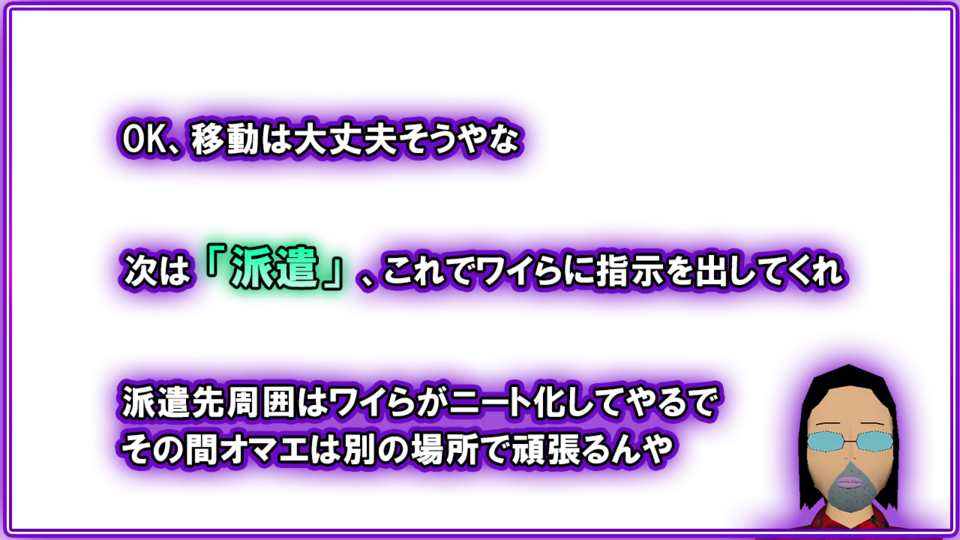 OK、移動は大丈夫そうやな
次は「派遣」、これでワイらに指示を出してくれ
派遣先周囲はワイらがニート化してやるで
その間オマエは別の場所で頑張るんや